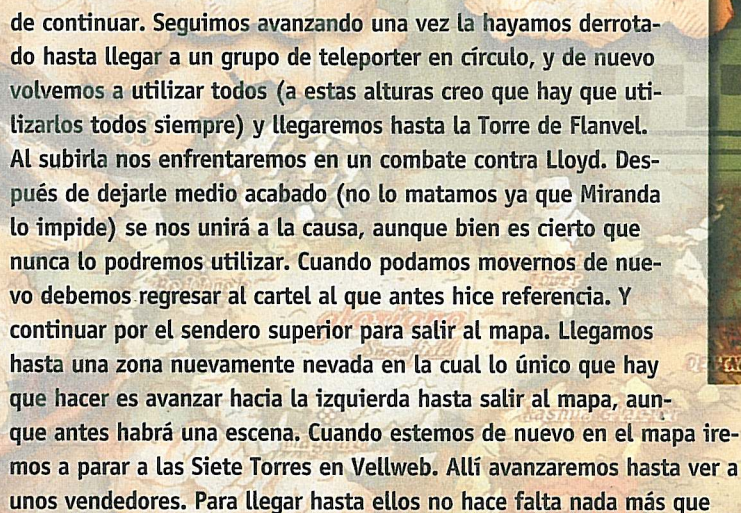 de continuar. Seguimos avanzando una vez la hayamos derrota-
do hasta llegar a un grupo de teleporter en círculo, y de nuevo
volvemos a utilizar todos (a estas alturas creo que hay que uti-
lizarlos todos siempre) y llegaremos hasta la Torre de Flanvel.
Al subirla nos enfrentaremos en un combate contra Lloyd. Des-
pués de dejarle medio acabado (no lo matamos ya que Miranda
lo impide) se nos unirá a la causa, aunque bien es cierto que
nunca lo podremos utilizar. Cuando podamos movernos de nue-
vo debemos regresar al cartel al que antes hice referencia. Y
continuar por el sendero superior para salir al mapa. Llegamos
hasta una zona nuevamente nevada en la cual lo único que hay
que hacer es avanzar hacia la izquierda hasta salir al mapa, aun-
que antes habrá una escena. Cuando estemos de nuevo en el mapa ire-
mos a parar a las Siete Torres en Vellweb. Allí avanzaremos hasta ver a
unos vendedores. Para llegar hasta ellos no hace falta nada más que